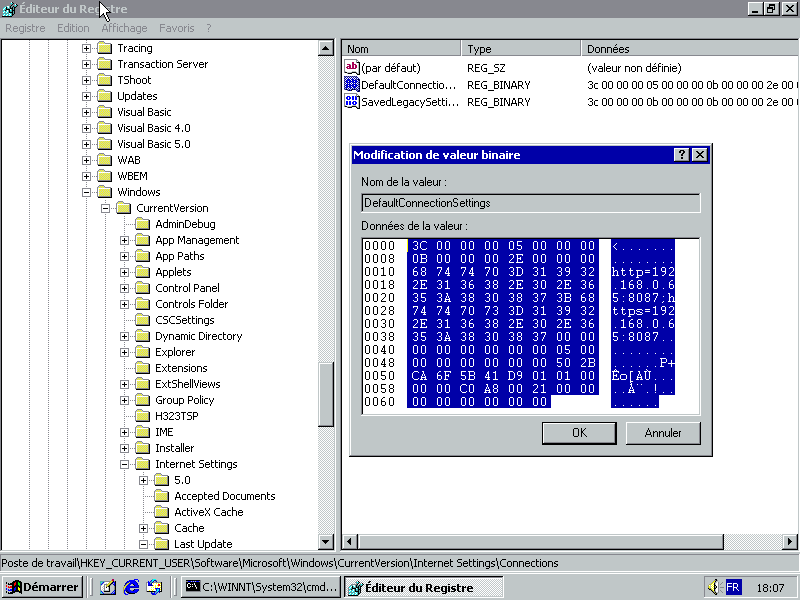 Éditeur du Registre
Registre Edition Affichage Favoris ?
Tracing
Transaction Server
TShoot
Updates
Visual Basic
Visual Basic 4.0
Visual Basic 5.0
WAB
WBEM
Windows
CurrentVersion
AdminDebug
App Management
App Paths
Applets
Control Panel
Controls Folder
CSCSettings
Dynamic Directory
Explorer
Extensions
ExtShellViews
Group Policy
H323TSP
IME
Installer
Internet Settings
5.0
Accepted Documents
ActiveX Cache
Cache
Last Update
Nom Type Données
(par défaut) REG_SZ (valeur non définie)
DefaultConnectio... REG_BINARY 3c 00 00 00 05 00 00 00 0b 00 00 00 2e 00
SavedLegacySetti... REG_BINARY 3c 00 00 00 05 00 00 00 0b 00 00 00 2e 00
Modification de valeur binaire
Nom de la valeur :
DefaultConnectionSettings
Données de la valeur :
0000 3C 00 00 00 05 00 00 00 <.......
0008 0B 00 00 00 2E 00 00 00 ........
0010 68 74 74 70 3D 31 39 32 http=192
0018 2E 31 36 38 2E 30 2E 36 .168.0.6
0020 35 3A 38 30 38 37 3B 68 5:8087;h
0028 74 74 70 73 3D 31 39 32 ttps=192
0030 2E 31 36 38 2E 30 2E 36 .168.0.6
0038 35 3A 38 30 38 37 00 00 5:8087..
0040 00 00 00 00 00 00 05 00 ........
0048 00 00 00 00 00 00 50 2B ......P+
0050 CA 6F 5B 41 D9 01 01 00 Êo[AÙ...
0058 00 00 C0 A8 00 21 00 00 ..À¨.!..
0060 00 00 00 00 00 00 ......
OK Annuler
Poste de travail\HKEY_CURRENT_USER\Software\Microsoft\Windows\CurrentVersion\Internet Settings\Connections
Démarrer C:\WINNT\System32\cmd... Éditeur du Registre FR 18:07